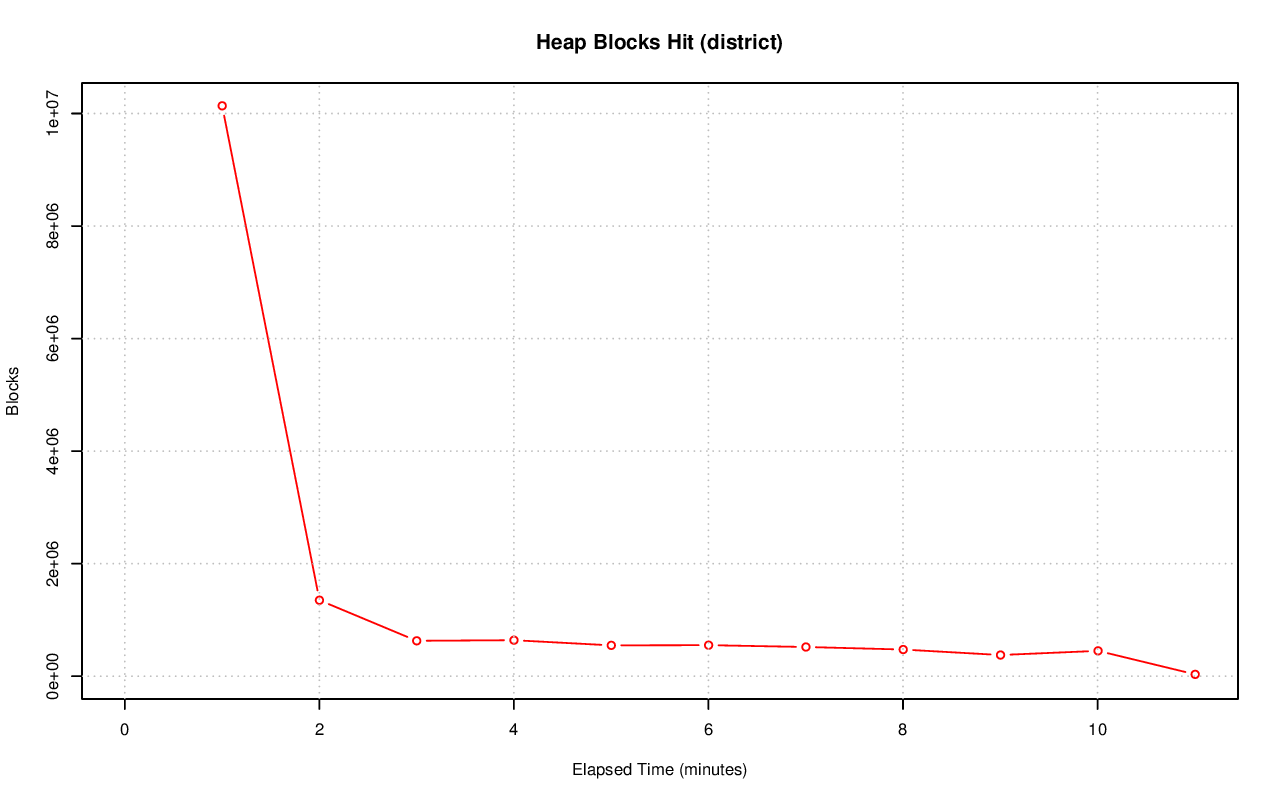 Heap Blocks Hit (district)
1e+07
8e+06
6e+06
4e+06
2e+06
0e+00
Blocks
0 2 4 6 8 10
Elapsed Time (minutes)